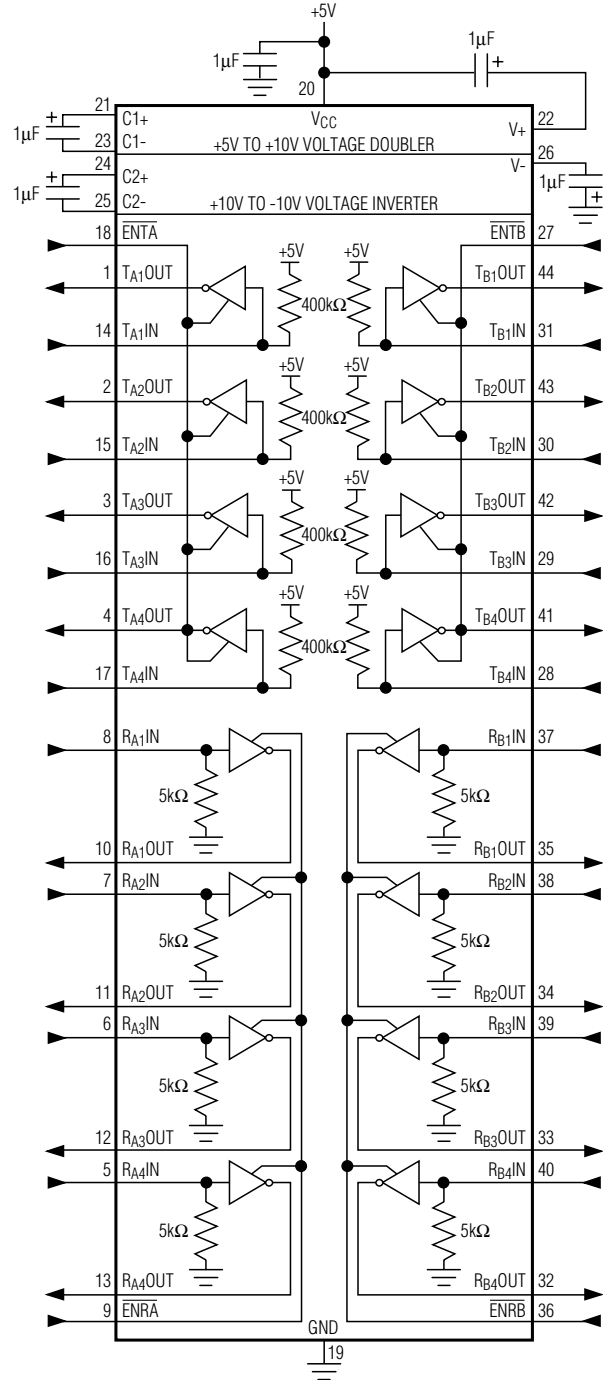 +5V
1µF
1µF
+
20
21
+
1µF
C1+
VCC
22
V+
23
C1-
+5V TO +10V VOLTAGE DOUBLER
24
C2+
26
V-
+
1µF
25
C2-
+10V TO -10V VOLTAGE INVERTER
1µF
+
18
ENTA
ENTB
27
+5V
+5V
1
TA1OUT
TB1OUT
44
400kΩ
14
TA1IN
TB1IN
31
+5V
+5V
2
TA2OUT
TB2OUT
43
400kΩ
15
TA2IN
TB2IN
30
+5V
+5V
3
TA3OUT
TB3OUT
42
400kΩ
16
TA3IN
TB3IN
29
+5V
+5V
4
TA4OUT
TB4OUT
41
400kΩ
17
TA4IN
TB4IN
28
8
RA1IN
RB1IN
37
5kΩ
5kΩ
10
RA1OUT
RB1OUT
35
7
RA2IN
RB2IN
38
5kΩ
5kΩ
11
RA2OUT
RB2OUT
34
6
RA3IN
RB3IN
39
5kΩ
5kΩ
12
RA3OUT
RB3OUT
33
5
RA4IN
RB4IN
40
5kΩ
5kΩ
13
RA4OUT
RB4OUT
32
9
ENRA
ENRB
36
GND
19